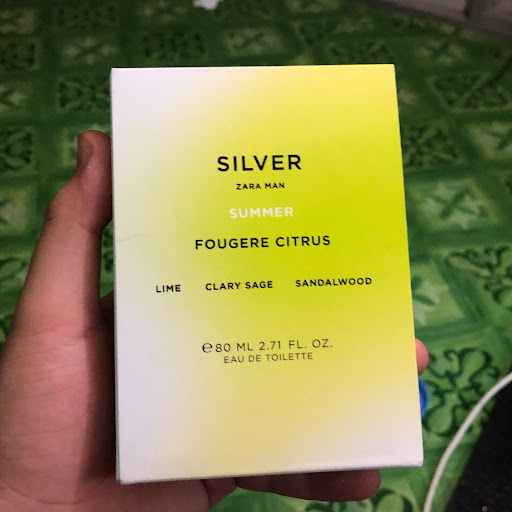 SILVER
ZARA MAN
SUMMER
FOUGERE CITRUS
LIME CLARY SAGE SANDALWOOD
℮80 ML 2.71 FL. OZ.
EAU DE TOILETTE